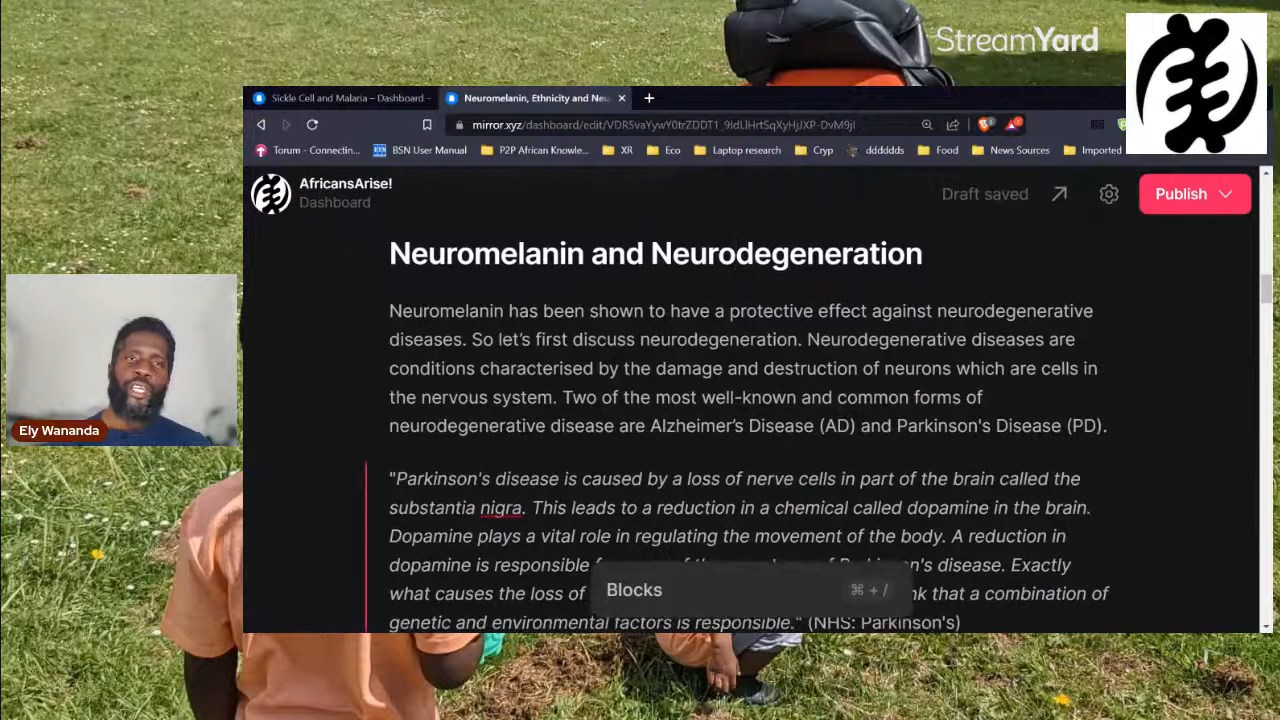 StreamYard
Sickle Cell and Malaria – Dashboard –
Neuromelanin, Ethnicity and Neu
mirror.xyz/dashboard/edit/
Torum - Connectin...
BSN User Manual
P2P African Knowle...
XR
Eco
Laptop research
Cryp
dddddds
Food
News Sources
Imported
AfricansArise!
Dashboard
Draft saved
Publish
Neuromelanin and Neurodegeneration
Neuromelanin has been shown to have a protective effect against neurodegenerative
diseases. So let’s first discuss neurodegeneration. Neurodegenerative diseases are
conditions characterised by the damage and destruction of neurons which are cells in
the nervous system. Two of the most well-known and common forms of
neurodegenerative disease are Alzheimer’s Disease (AD) and Parkinson's Disease (PD).
"Parkinson's disease is caused by a loss of nerve cells in part of the brain called the
substantia nigra. This leads to a reduction in a chemical called dopamine in the brain.
Dopamine plays a vital role in regulating the movement of the body. A reduction in
dopamine is responsible of Parkinson's disease. Exactly
what causes the loss of that a combination of
genetic and environmental factors is responsible." (NHS: Parkinson's)
Blocks ⌘ + /
Ely Wananda